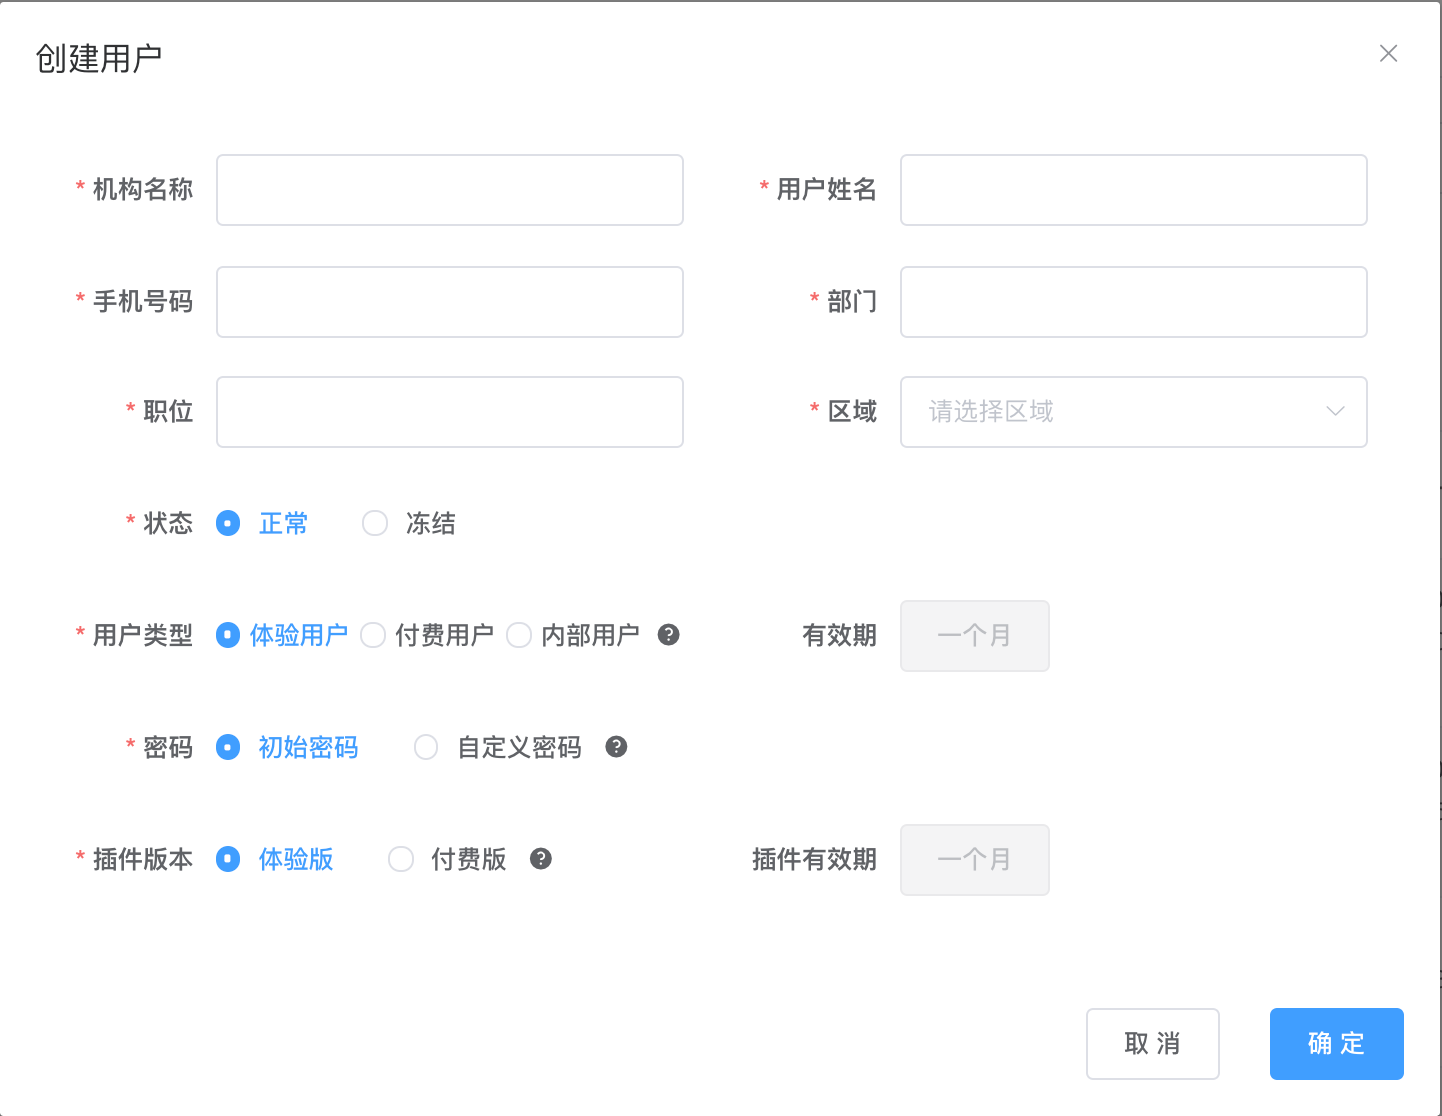 创建用户
* 机构名称
* 用户姓名
* 手机号码
* 部门
* 职位
* 区域 请选择区域
* 状态 正常 冻结
* 用户类型 体验用户 付费用户 内部用户 ?
有效期 一个月
* 密码 初始密码 自定义密码 ?
* 插件版本 体验版 付费版 ?
插件有效期 一个月
取 消
确 定